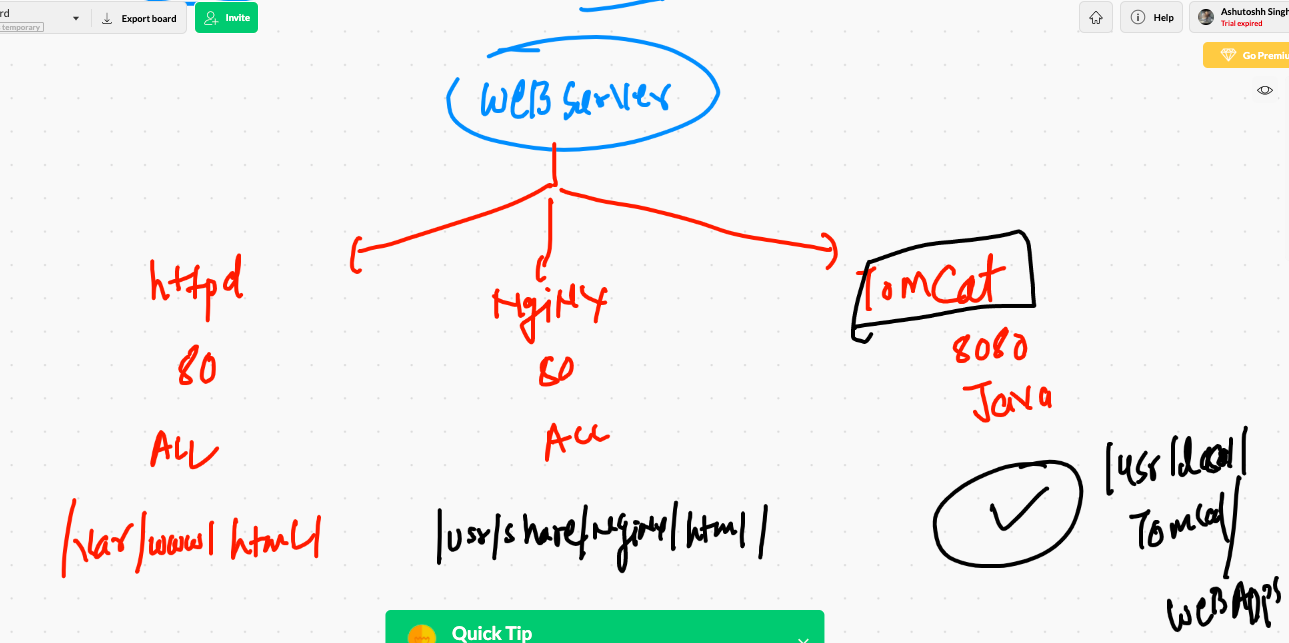 rd
temporary
Export board
Invite
Help
Ashutoshh Singh
Trial expired
Go Premiu
WEB Server
httpd
NgiNX
TomCat
80
80
8080
Java
ALL
ALL
/var/www/html/
/usr/share/Nginx/html/
/usr/
Tomcat/
WEBApps
Quick Tip